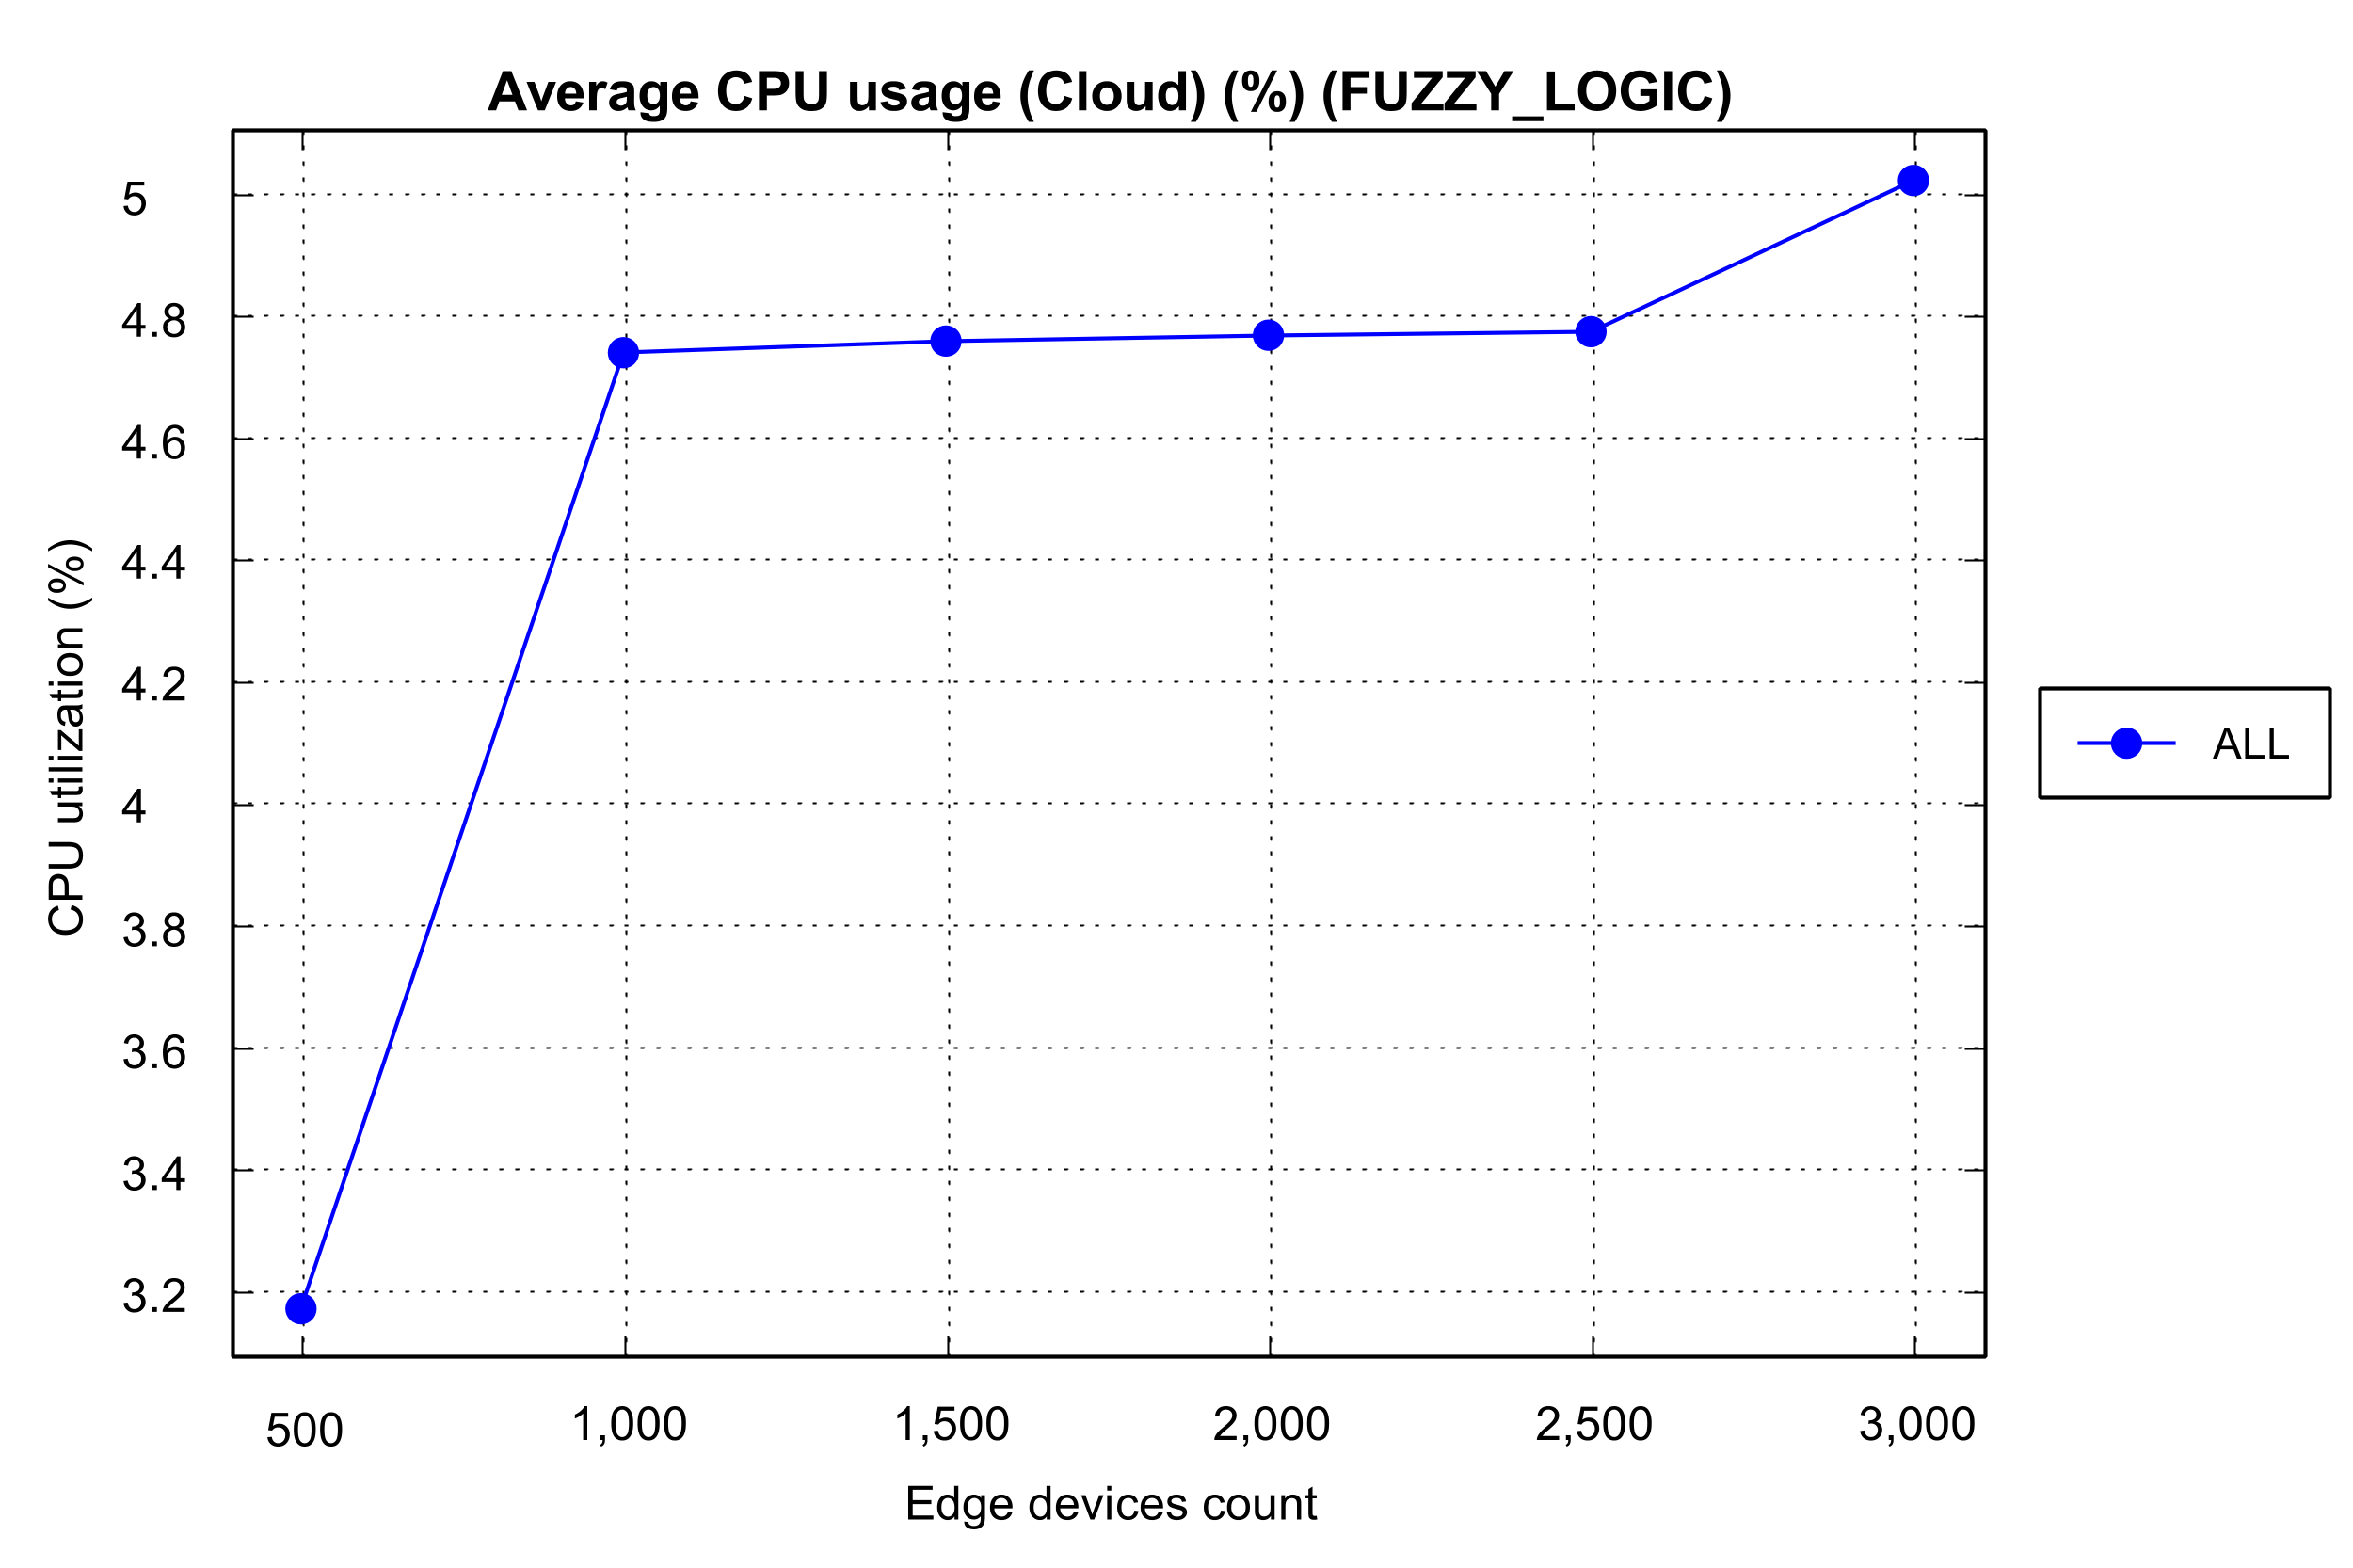 Average CPU usage (Cloud) (%) (FUZZY_LOGIC)
CPU utilization (%)
5
4.8
4.6
4.4
4.2
4
3.8
3.6
3.4
3.2
500 1,000 1,500 2,000 2,500 3,000
Edge devices count
ALL